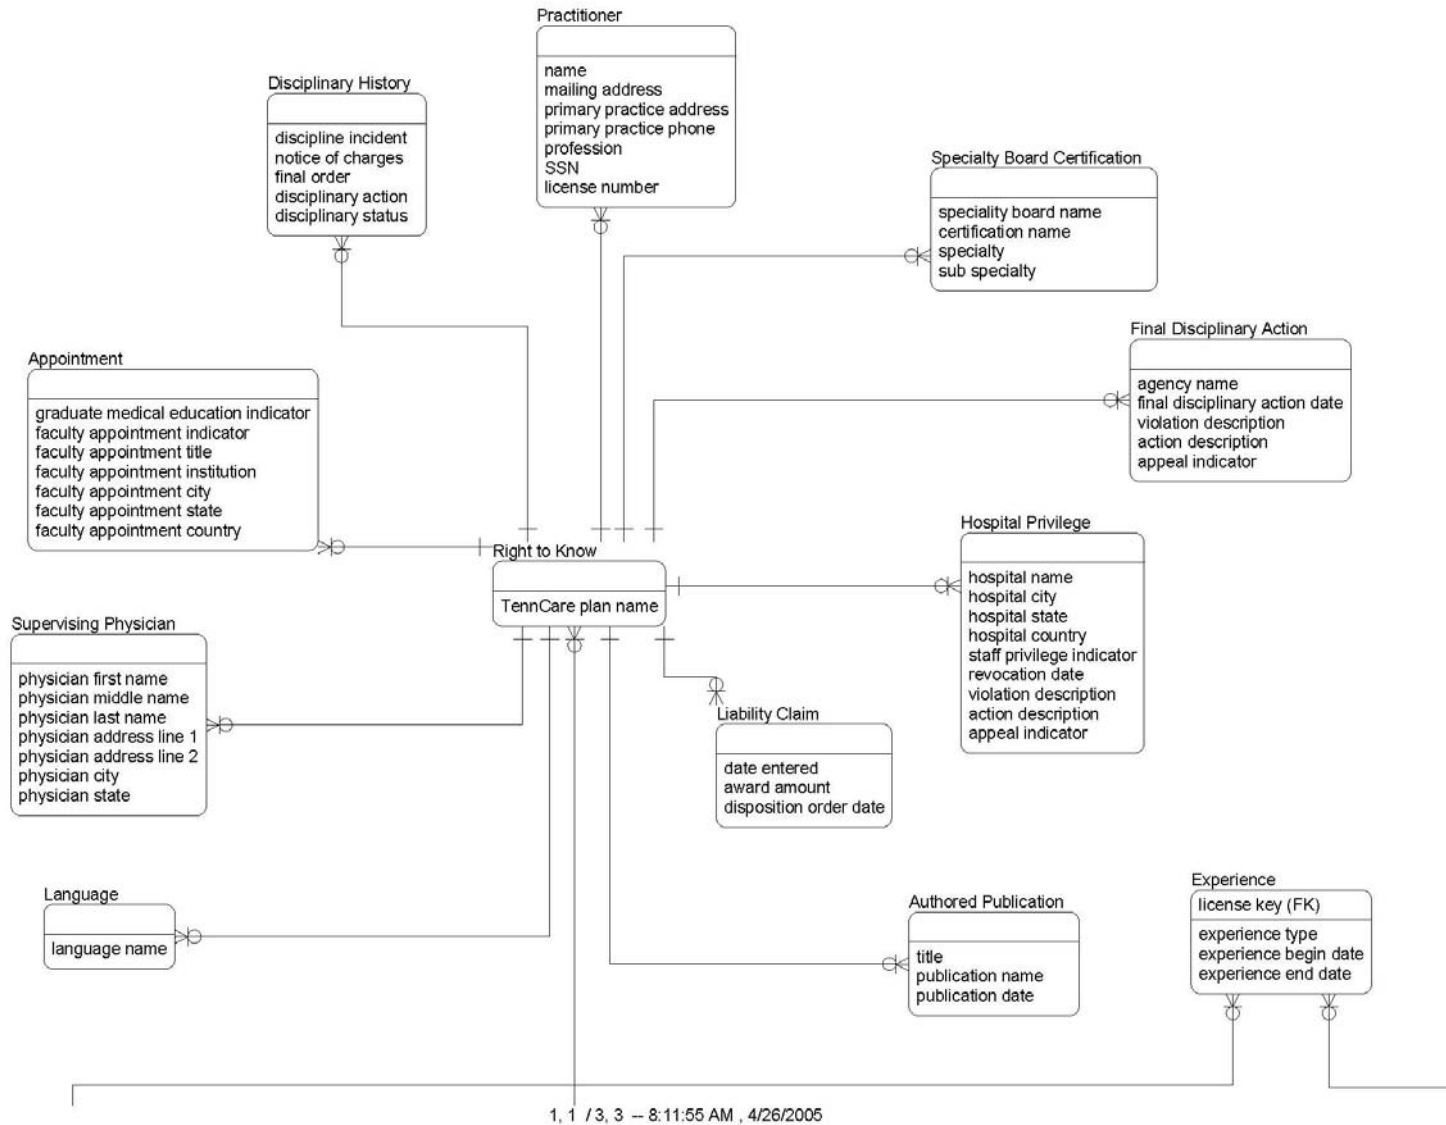 Practitioner
name
mailing address
primary practice address
primary practice phone
profession
SSN
license number
Disciplinary History
discipline incident
notice of charges
final order
disciplinary action
disciplinary status
Specialty Board Certification
speciality board name
certification name
specialty
sub specialty
Final Disciplinary Action
agency name
final disciplinary action date
violation description
action description
appeal indicator
Appointment
graduate medical education indicator
faculty appointment indicator
faculty appointment title
faculty appointment institution
faculty appointment city
faculty appointment state
faculty appointment country
Hospital Privilege
hospital name
hospital city
hospital state
hospital country
staff privilege indicator
revocation date
violation description
action description
appeal indicator
Right to Know
TennCare plan name
Supervising Physician
physician first name
physician middle name
physician last name
physician address line 1
physician address line 2
physician city
physician state
Liability Claim
date entered
award amount
disposition order date
Language
language name
Authored Publication
title
publication name
publication date
Experience
license key (FK)
experience type
experience begin date
experience end date
1, 1 / 3, 3 -- 8:11:55 AM , 4/26/2005